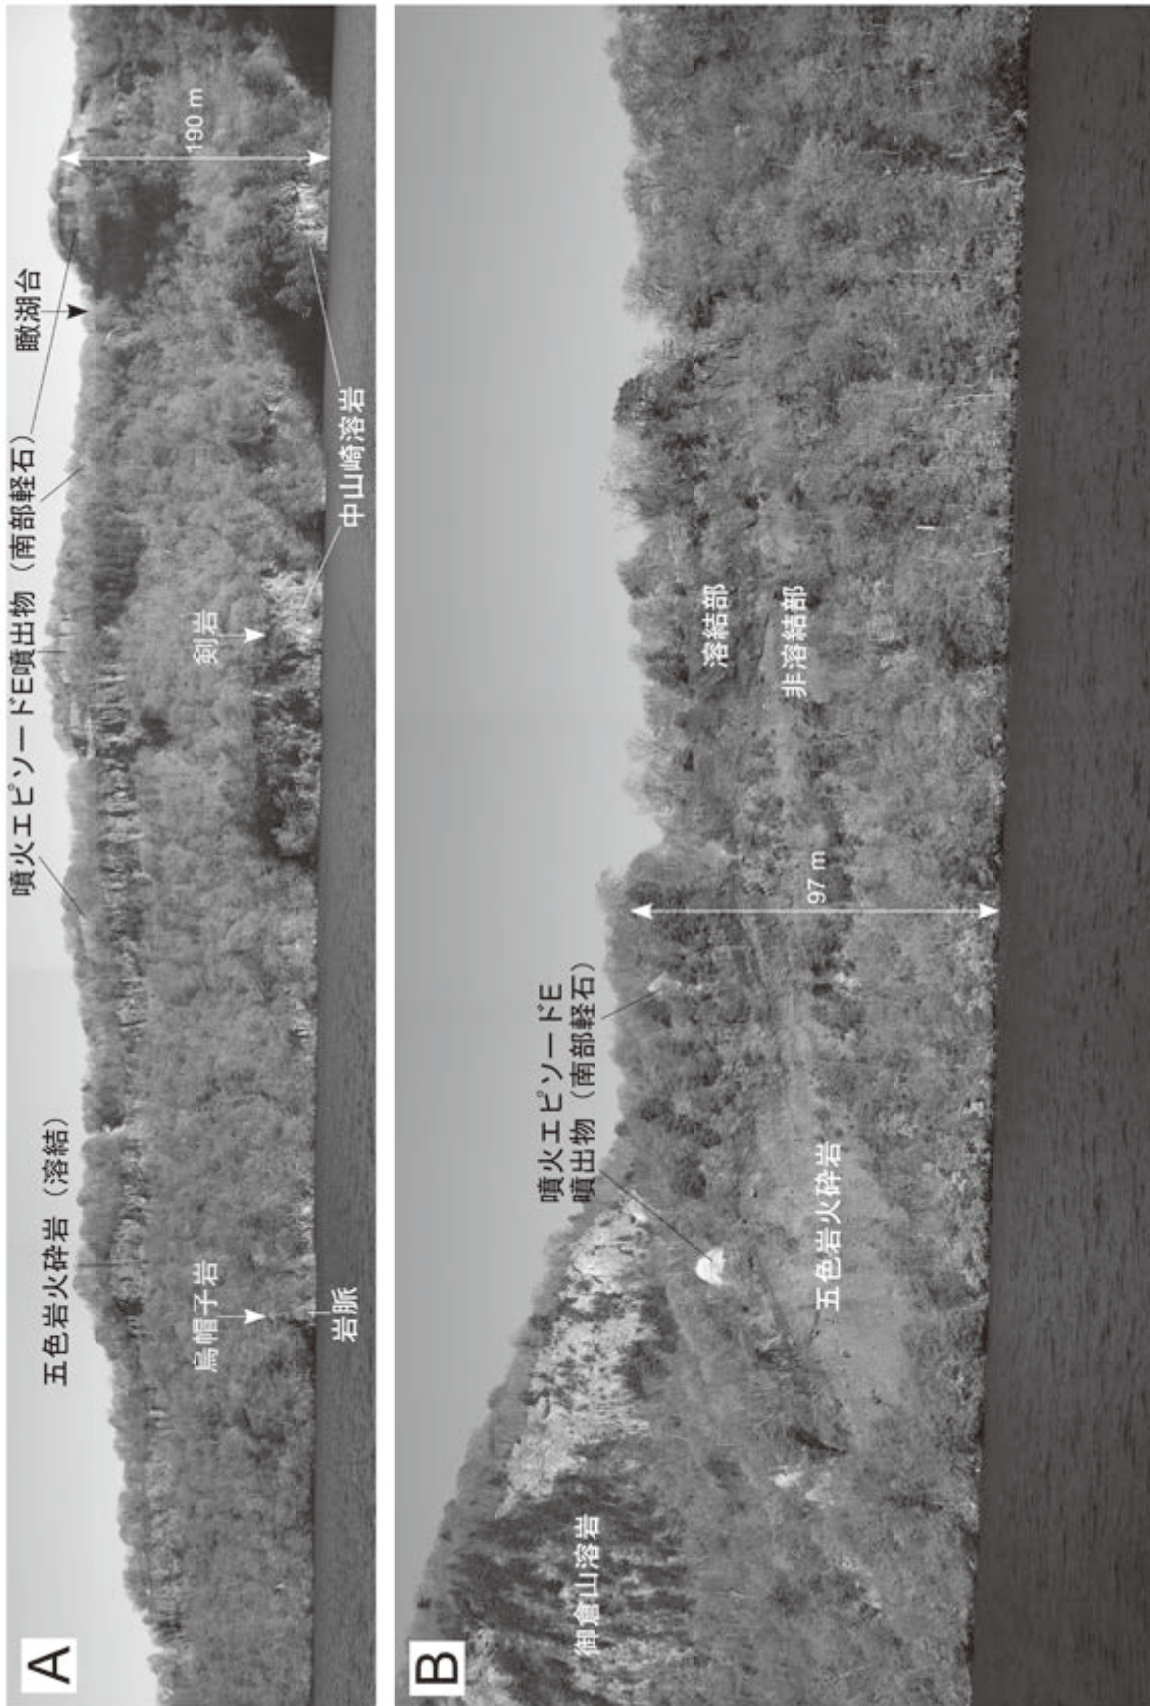 A
五色岩火砕岩（溶結）
噴火エピソードE噴出物（南部軽石）
瞰湖台
烏帽子岩
剣岩
190 m
岩脈
中山崎溶岩
B
御倉山溶岩
噴火エピソードE
噴出物（南部軽石）
溶結部
非溶結部
五色岩火砕岩
97 m